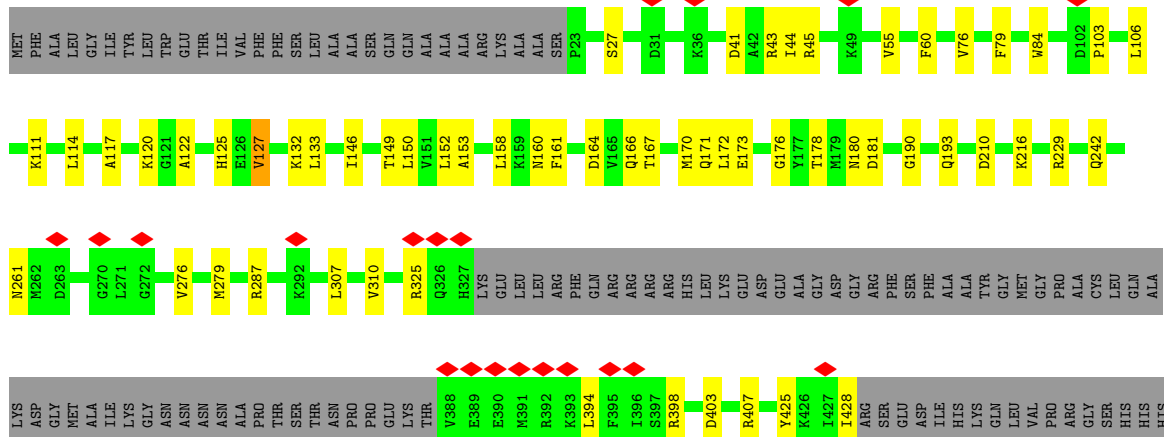 MET PHE ALA LEU GLY ILE TYR LEU TRP GLU THR ILE VAL PHE PHE SER LEU ALA ALA SER GLN GLN ALA ALA ALA ARG LYS ALA ALA SER P23 S27 D31 K36 D41 A42 R43 I44 R45 K49 V55 F60 V76 F79 W84 D102 P103 L106
K111 L114 A117 K120 G121 A122 H125 E126 V127 K132 L133 I146 T149 L150 V151 L152 A153 L158 K159 N160 F161 D164 V165 Q166 T167 M170 Q171 L172 E173 G176 Y177 T178 M179 N180 D181 G190 Q193 D210 K216 R229 Q242
N261 M262 D263 G270 L271 G272 V276 M279 R287 K292 L307 V310 R325 Q326 H327 LYS GLU LEU LEU ARG PHE GLN ARG ARG ARG ARG HIS LEU LYS GLU ASP GLU ALA GLY ASP GLY ARG PHE SER PHE ALA ALA TYR GLY MET GLY PRO ALA CYS LEU GLN ALA
LYS ASP GLY MET ALA ILE LYS GLY ASN ASN ASN ASN ALA PRO THR SER THR ASN PRO PRO GLU LYS THR V388 E389 E390 M391 R392 K393 L394 F395 I396 S397 R398 D403 R407 Y425 K426 I427 I428 ARG SER GLU ASP ILE HIS LYS GLN LEU VAL PRO ARG GLY SER HIS HIS HIS